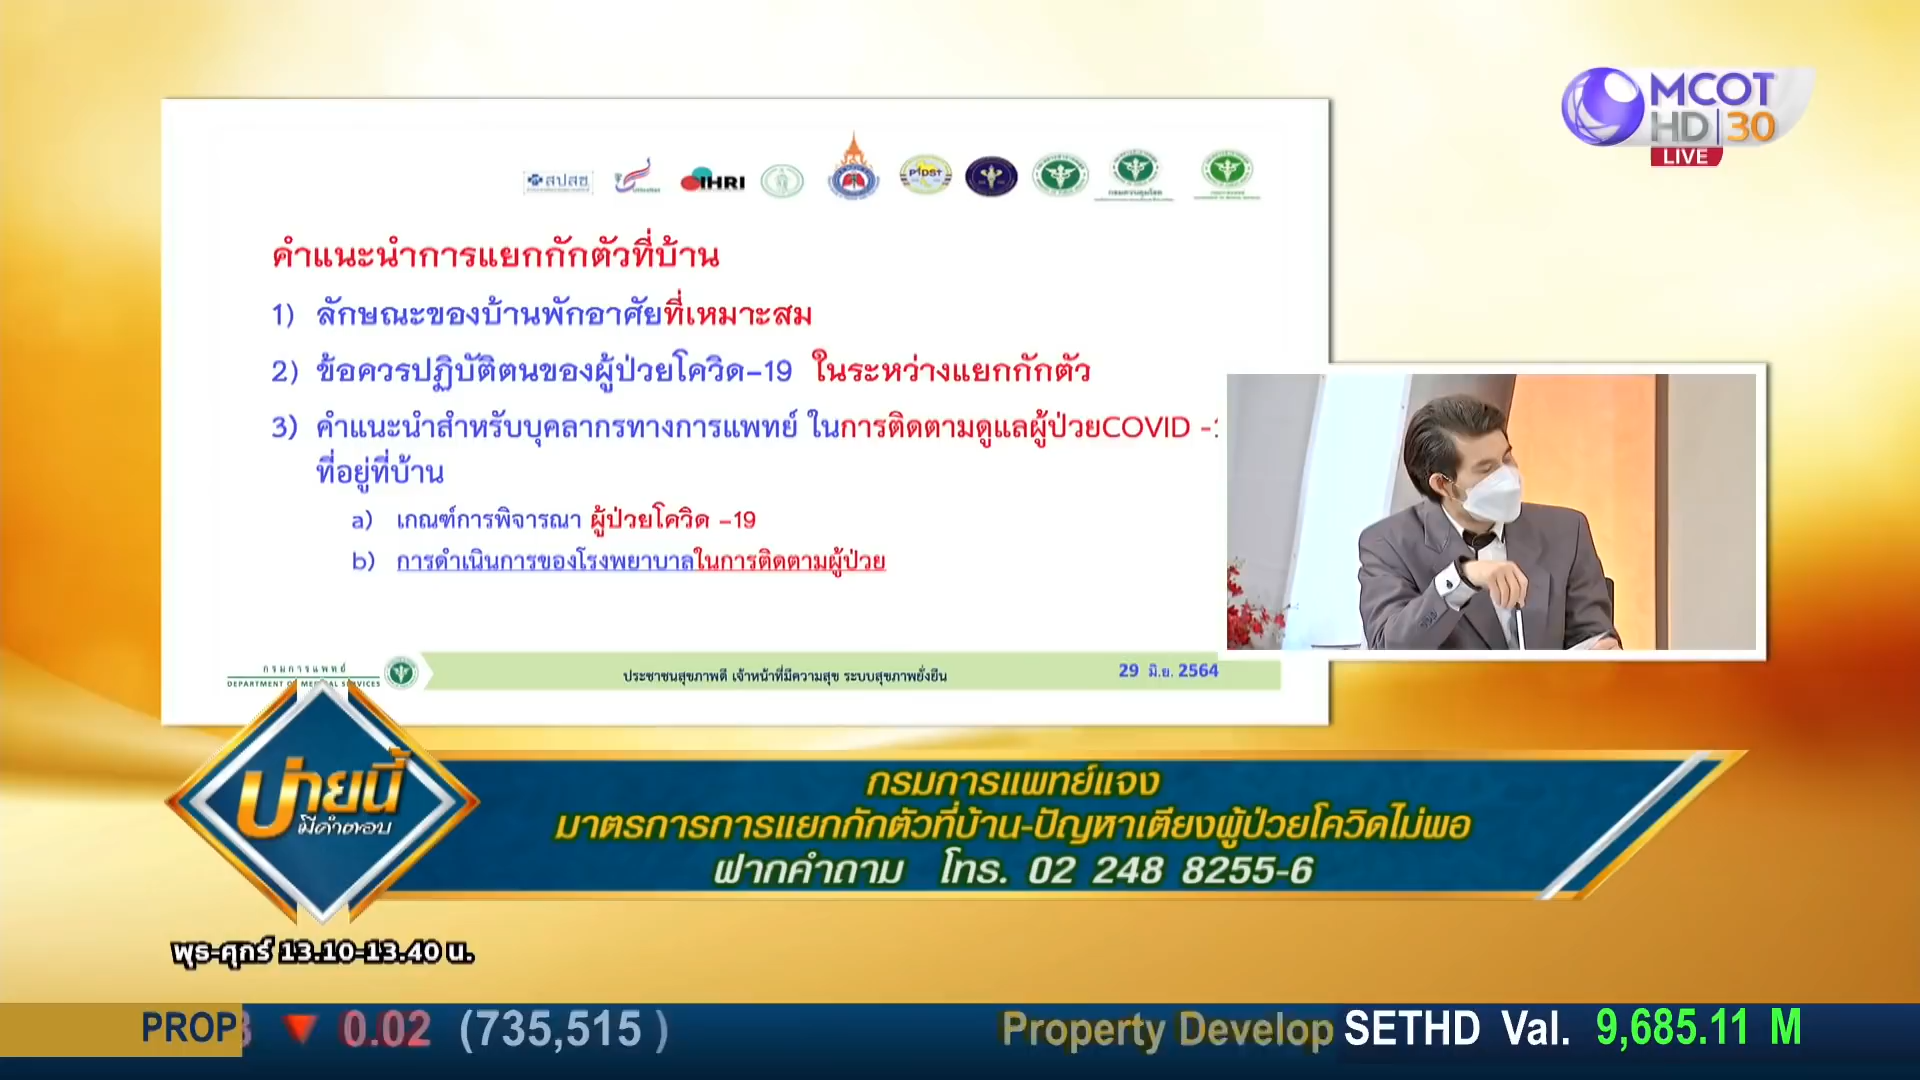 MCOT
HD 30
LIVE
สปสช
IHRI
PIDST
กรมควบคุมโรค
คำแนะนำการแยกกักตัวที่บ้าน
1) ลักษณะของบ้านพักอาศัยที่เหมาะสม
2) ข้อควรปฏิบัติตนของผู้ป่วยโควิด-19 ในระหว่างแยกกักตัว
3) คำแนะนำสำหรับบุคลากรทางการแพทย์ ในการติดตามดูแลผู้ป่วยCOVID -
ที่อยู่ที่บ้าน
a) เกณฑ์การพิจารณา ผู้ป่วยโควิด -19
b) การดำเนินการของโรงพยาบาลในการติดตามผู้ป่วย
กรมการแพทย์
DEPARTMENT OF MEDICAL SERVICES
ประชาชนสุขภาพดี เจ้าหน้าที่มีความสุข ระบบสุขภาพยั่งยืน
29 มิ.ย. 2564
บ่ายนี้
มีคำตอบ
กรมการแพทย์แจง
มาตรการการแยกกักตัวที่บ้าน-ปัญหาเตียงผู้ป่วยโควิดไม่พอ
ฝากคำถาม โทร. 02 248 8255-6
พุธ-ศุกร์ 13.10-13.40 น.
PROP ▼ 0.02 (735,515 ) Property Develop SETHD Val. 9,685.11 M